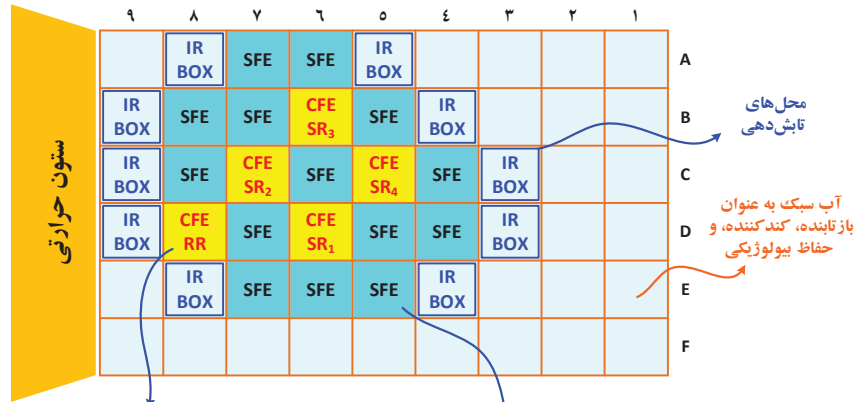 ۹ ۸ ۷ ۶ ۵ ۴ ۳ ۲ ۱
IR BOX SFE SFE IR BOX A
IR BOX SFE SFE CFE SR₃ SFE IR BOX B
IR BOX SFE CFE SR₂ SFE CFE SR₄ SFE IR BOX C
IR BOX CFE RR SFE CFE SR₁ SFE SFE IR BOX D
IR BOX SFE SFE SFE IR BOX E
F
ستون حرارتی
محل‌های
تابش‌دهی
آب سبک به عنوان
بازتابنده، کندکننده، و
حفاظ بیولوژیکی